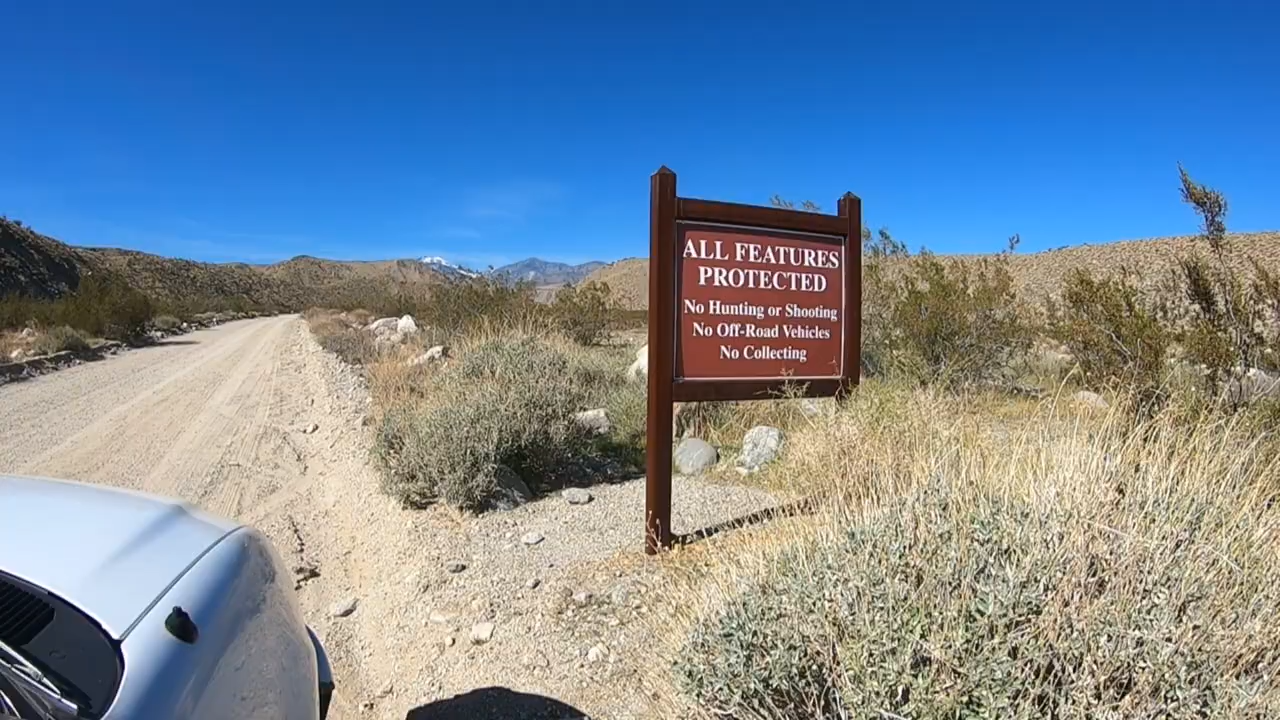 ALL FEATURES
PROTECTED
No Hunting or Shooting
No Off-Road Vehicles
No Collecting